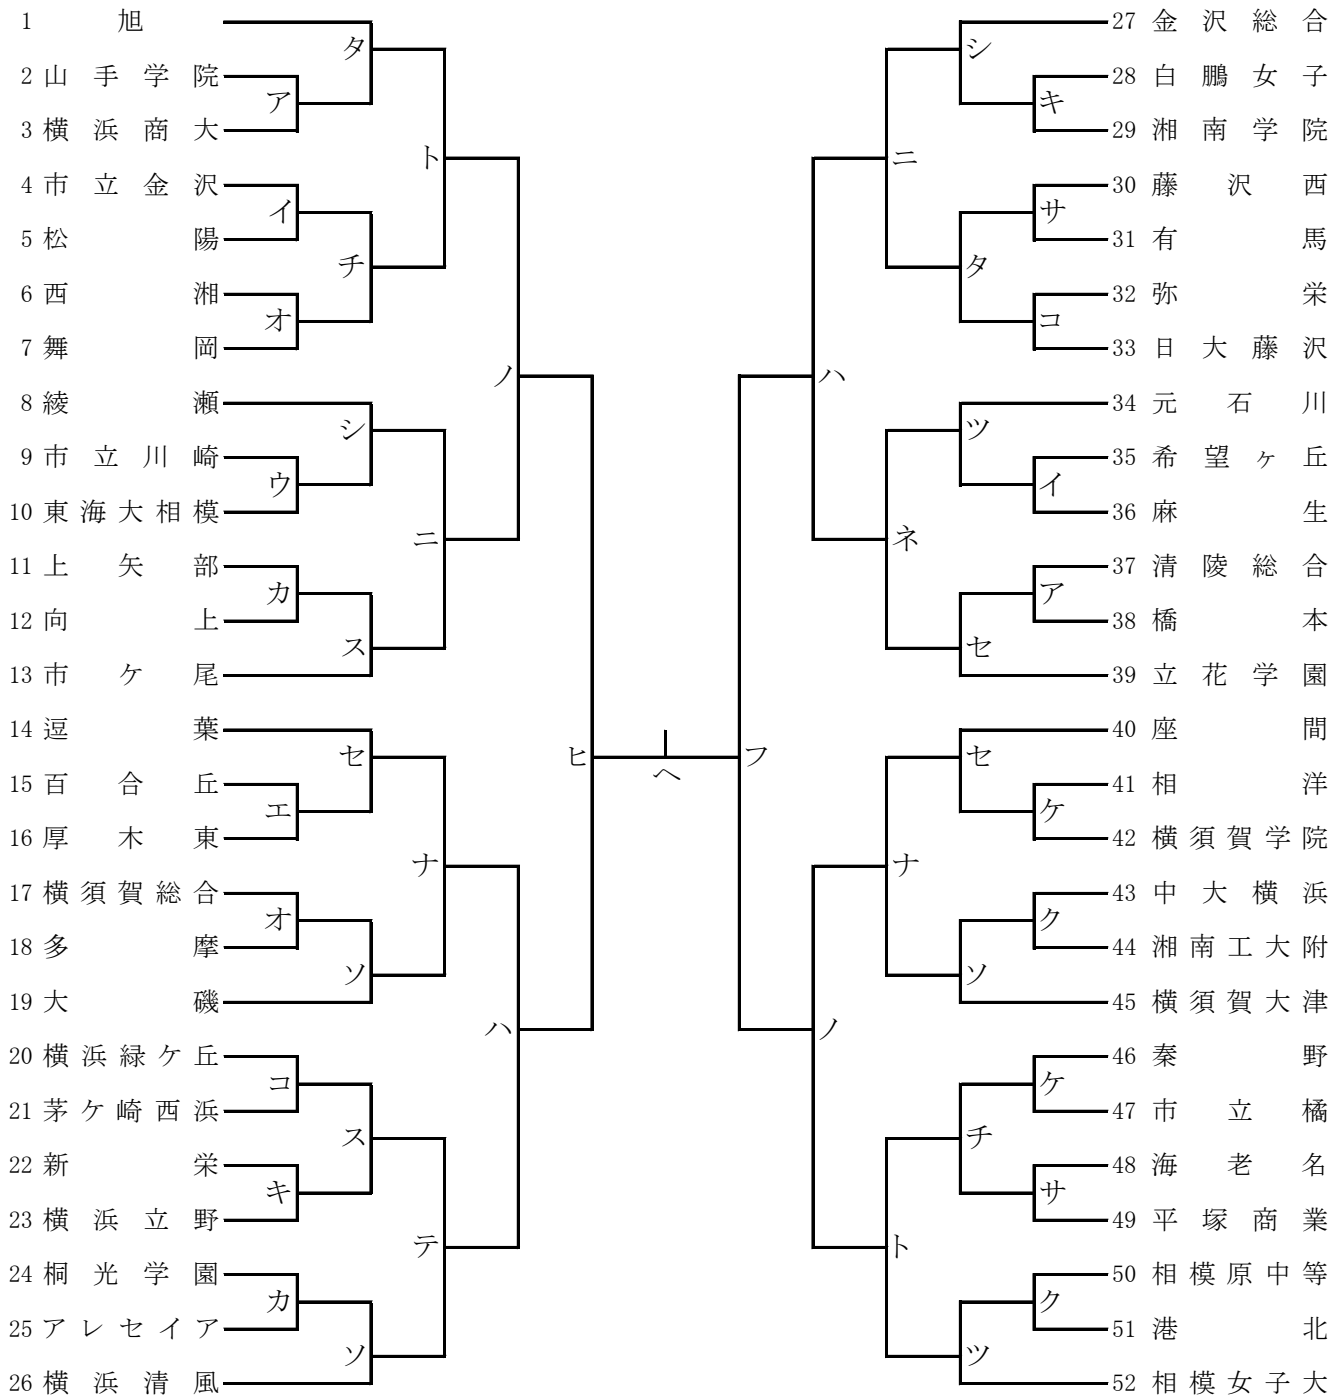 1 旭
2 山手学院
3 横浜商大
4 市立金沢
5 松陽
6 西湘
7 舞岡
8 綾瀬
9 市立川崎
10 東海大相模
11 上矢部
12 向上
13 市ケ尾
14 逗葉
15 百合丘
16 厚木東
17 横須賀総合
18 多摩
19 大磯
20 横浜緑ケ丘
21 茅ケ崎西浜
22 新栄
23 横浜立野
24 桐光学園
25 アレセイア
26 横浜清風
タ
ア
イ
チ
オ
シ
ウ
カ
ス
セ
エ
オ
ソ
コ
ス
キ
カ
ソ
ト
ニ
ナ
テ
ノ
ハ
ヒ
ヘ
フ
ハ
ノ
ニ
ネ
ナ
ト
シ
キ
サ
タ
コ
ツ
イ
ア
セ
セ
ケ
ク
ソ
ケ
チ
サ
ク
ツ
27 金沢総合
28 白鵬女子
29 湘南学院
30 藤沢西
31 有馬
32 弥栄
33 日大藤沢
34 元石川
35 希望ヶ丘
36 麻生
37 清陵総合
38 橋本
39 立花学園
40 座間
41 相洋
42 横須賀学院
43 中大横浜
44 湘南工大附
45 横須賀大津
46 秦野
47 市立橘
48 海老名
49 平塚商業
50 相模原中等
51 港北
52 相模女子大